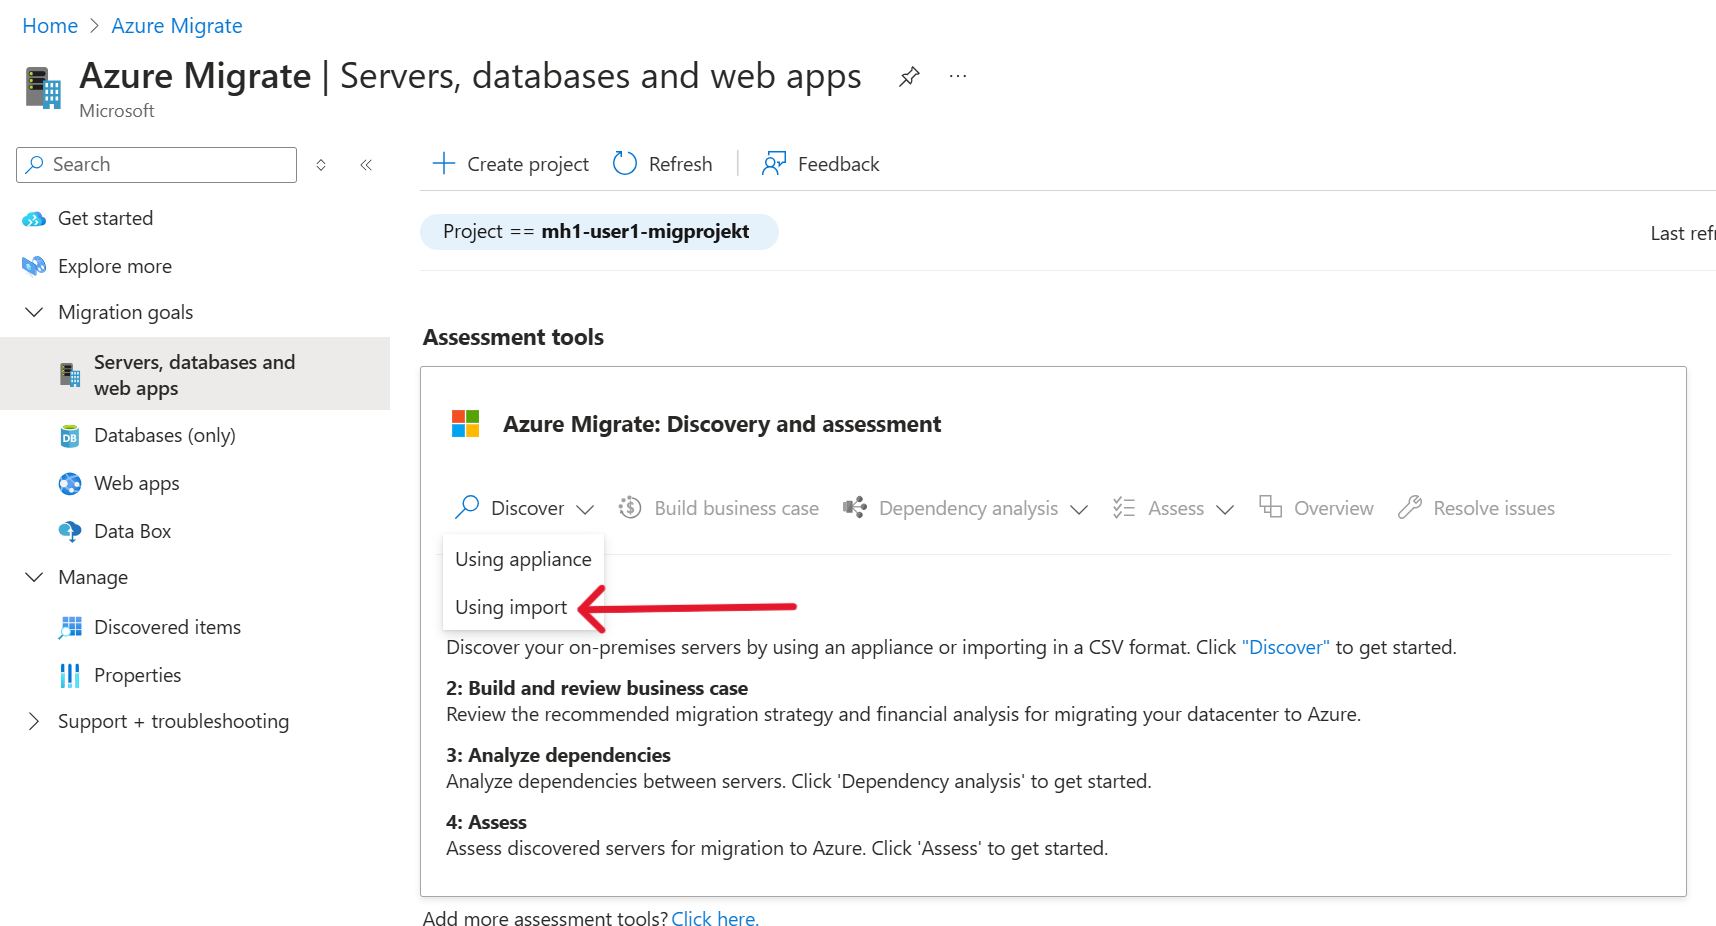 Home > Azure Migrate
Azure Migrate | Servers, databases and web apps ...
Microsoft
Search
Get started
Explore more
Migration goals
Servers, databases and
web apps
Databases (only)
Web apps
Data Box
Manage
Discovered items
Properties
Support + troubleshooting
Create project Refresh Feedback
Project == mh1-user1-migprojekt
Last refr
Assessment tools
Azure Migrate: Discovery and assessment
Discover Build business case Dependency analysis Assess Overview Resolve issues
Using appliance
Using import
Discover your on-premises servers by using an appliance or importing in a CSV format. Click "Discover" to get started.
2: Build and review business case
Review the recommended migration strategy and financial analysis for migrating your datacenter to Azure.
3: Analyze dependencies
Analyze dependencies between servers. Click 'Dependency analysis' to get started.
4: Assess
Assess discovered servers for migration to Azure. Click 'Assess' to get started.
Add more assessment tools? Click here.